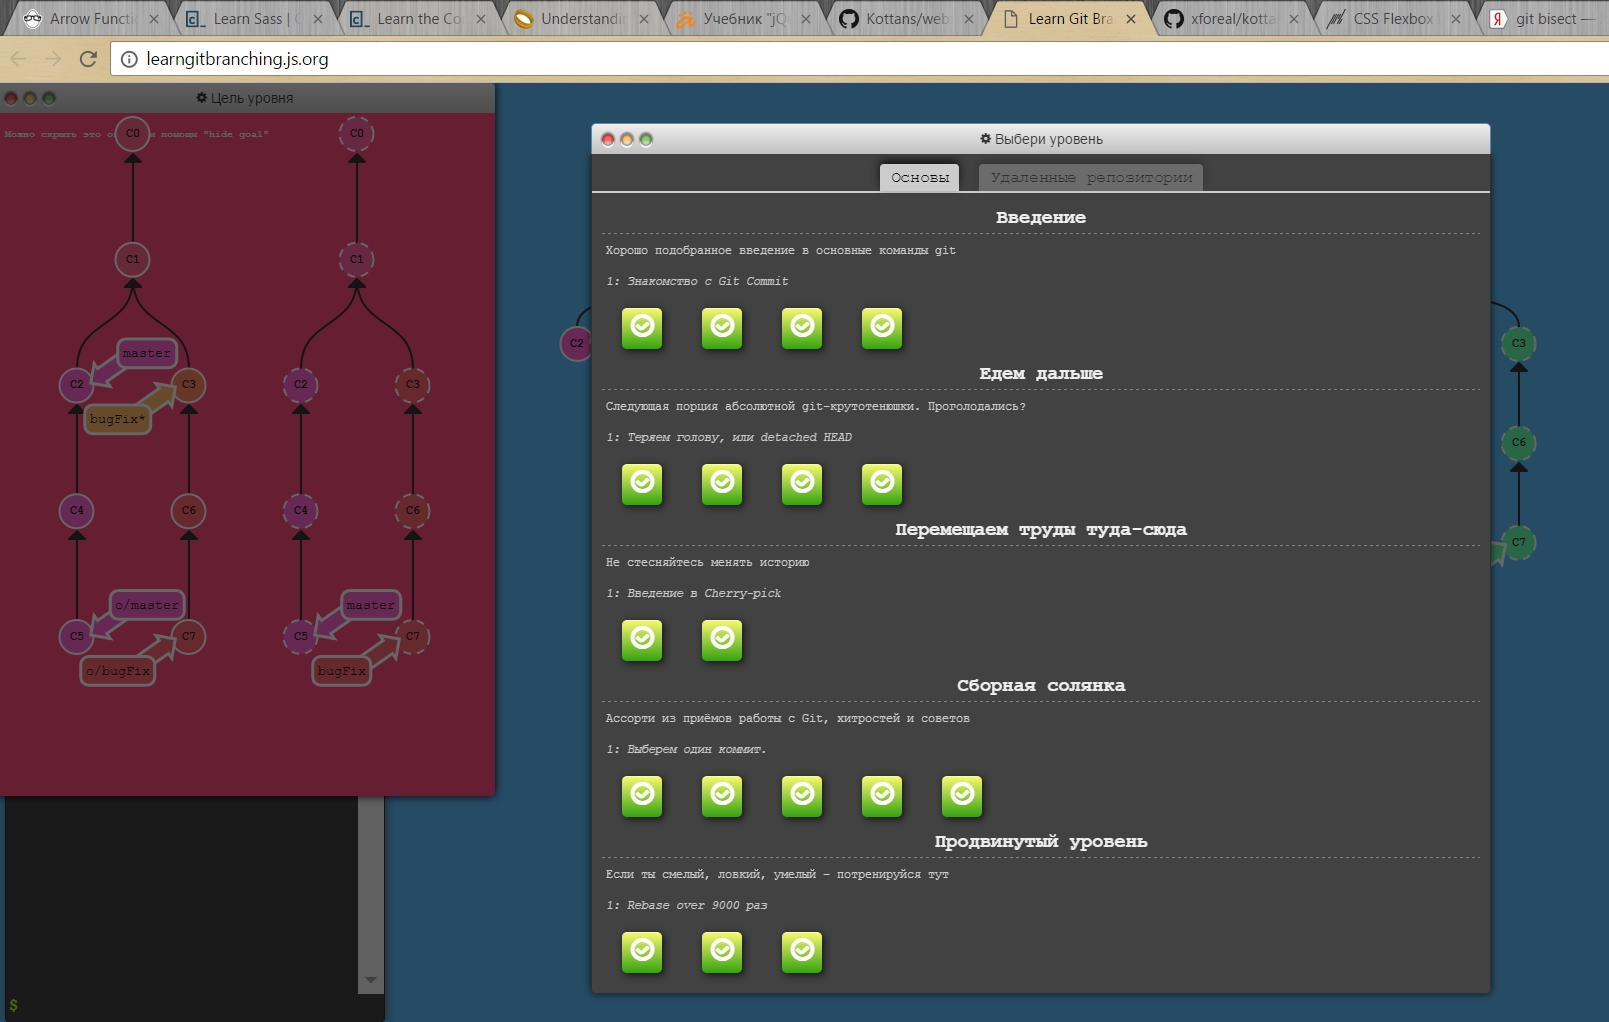 Arrow Functi
Learn Sass | C
Learn the Co
Understandin
Учебник "jQ
Kottans/web
Learn Git Bra
xforeal/kotta
CSS Flexbox
git bisect —
learngitbranching.js.org
Цель уровня
Можно скрыть это о
и помощи "hide goal"
C0
C0
C1
C1
master
C2
C3
bugFix*
C2
C3
C4
C6
C4
C6
o/master
C5
C7
o/bugFix
master
C5
C7
bugFix
$
C2
Выбери уровень
Основы
Удаленные репозитории
Введение
Хорошо подобранное введение в основные команды git
1: Знакомство с Git Commit
Едем дальше
Следующая порция абсолютной git-крутотенюшки. Проголодались?
1: Теряем голову, или detached HEAD
Перемещаем труды туда-сюда
Не стесняйтесь менять историю
1: Введение в Cherry-pick
Сборная солянка
Ассорти из приёмов работы с Git, хитростей и советов
1: Выберем один коммит.
Продвинутый уровень
Если ты смелый, ловкий, умелый - потренируйся тут
1: Rebase over 9000 раз
C3
C6
C7